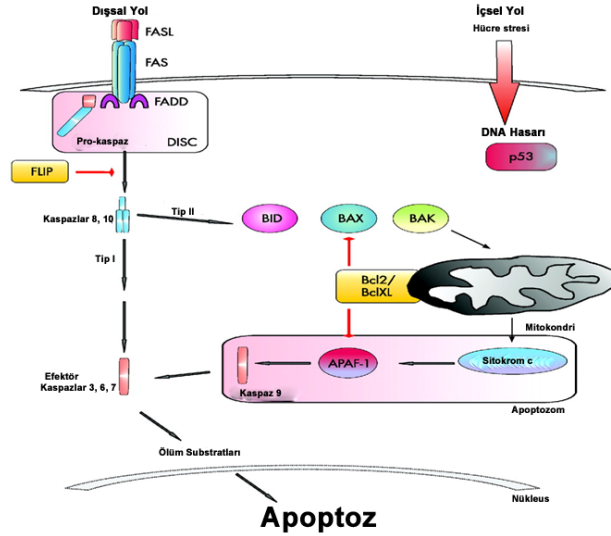 Dışsal Yol
FASL
FAS
FADD
Pro-kaspaz
DISC
FLIP
Kaspazlar 8, 10
Tip II
Tip I
BID
BAX
BAK
İçsel Yol
Hücre stresi
DNA Hasarı
p53
Bcl2/
BclXL
Mitokondri
Sitokrom c
APAF-1
Kaspaz 9
Apoptozom
Efektör
Kaspazlar 3, 6, 7
Ölüm Substratları
Nükleus
Apoptoz